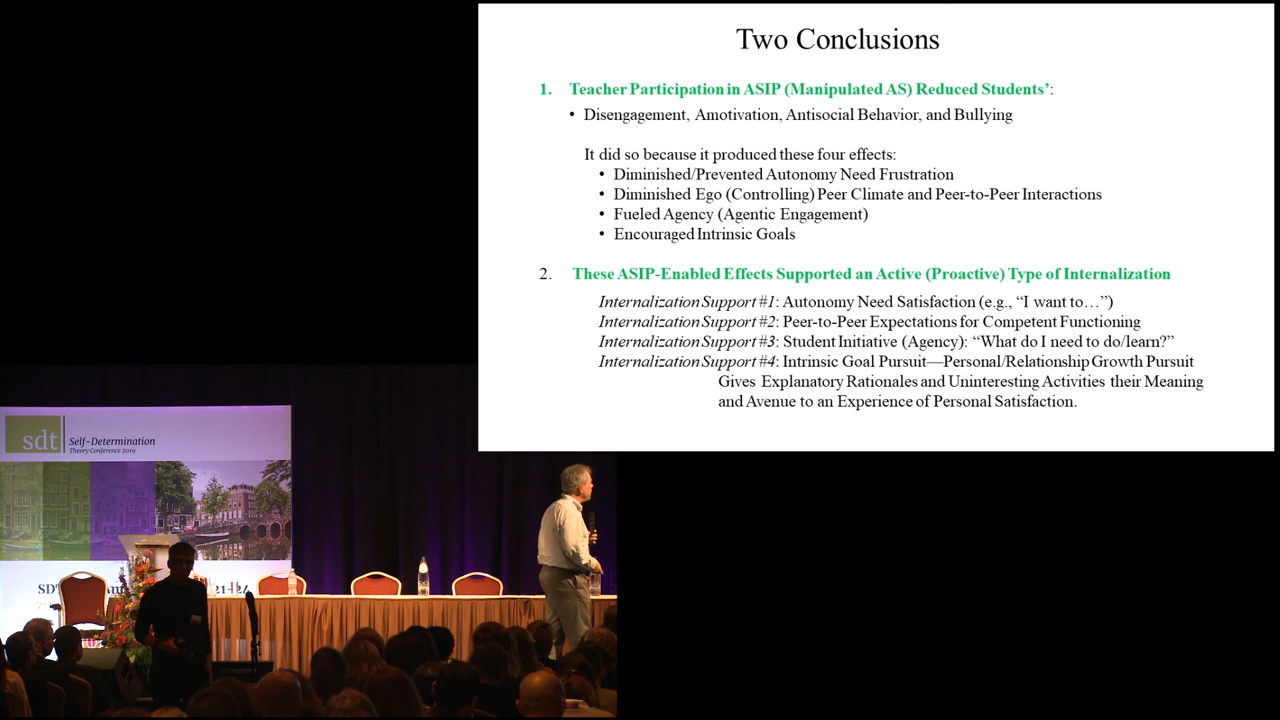 Two Conclusions
1. Teacher Participation in ASIP (Manipulated AS) Reduced Students’:
• Disengagement, Amotivation, Antisocial Behavior, and Bullying
It did so because it produced these four effects:
• Diminished/Prevented Autonomy Need Frustration
• Diminished Ego (Controlling) Peer Climate and Peer-to-Peer Interactions
• Fueled Agency (Agentic Engagement)
• Encouraged Intrinsic Goals
2. These ASIP-Enabled Effects Supported an Active (Proactive) Type of Internalization
Internalization Support #1: Autonomy Need Satisfaction (e.g., “I want to…”)
Internalization Support #2: Peer-to-Peer Expectations for Competent Functioning
Internalization Support #3: Student Initiative (Agency): “What do I need to do/learn?”
Internalization Support #4: Intrinsic Goal Pursuit—Personal/Relationship Growth Pursuit
Gives Explanatory Rationales and Uninteresting Activities their Meaning
and Avenue to an Experience of Personal Satisfaction.
sdt
Self-Determination
Theory Conference 2019